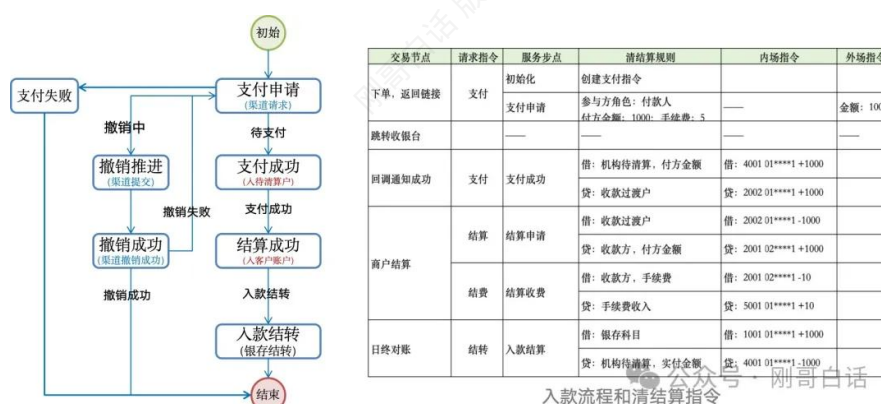 初始
支付失败
支付申请
(渠道请求)
撤销中
待支付
撤销推进
(渠道提交)
支付成功
(入待清算户)
撤销失败
支付成功
撤销成功
(渠道撤销成功)
结算成功
(入客户账户)
撤销成功
入款结转
入款结转
(银存结转)
结束
交易节点 请求指令 服务步点 清结算规则 内场指令 外场指令
下单，返回链接 支付 初始化 创建支付指令
支付申请 参与方角色：付款人 —— 金额：100
付方金额：1000；手续费：5
跳转收银台 —— —— —— ——
回调通知成功 支付 支付成功 借：机构待清算，付方金额 借：4001 01****1 +1000
贷：收款过渡户 贷：2002 01****1 +1000
商户结算 结算 结算申请 借：收款过渡户 借：2002 01****1 -1000
贷：收款方，付方金额 贷：2001 02****1 +1000
结费 结算收费 借：收款方，手续费 借：2001 02****1 -10
贷：手续费收入 贷：5001 01****1 +10
日终对账 结转 入款结算 借：银存科目 借：1001 01****1 +1000
贷：机构待清算，实付金额 贷：4001 01****1 -1000
公众号 · 刚哥白话
入款流程和清结算指令
刚哥白话